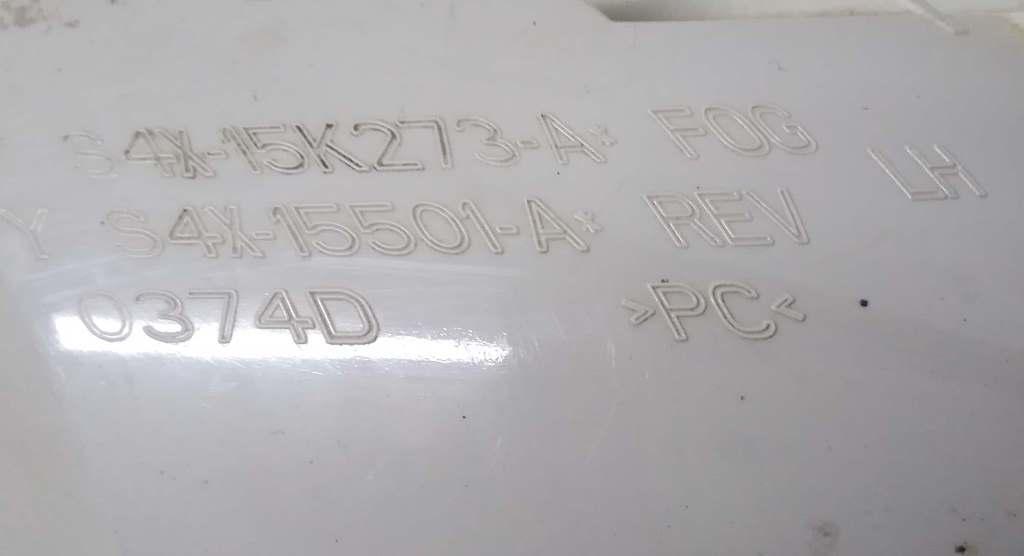 S4X-15K273-A* FOG
LH
Y S4X-15501-A* REV
0374D >PC<